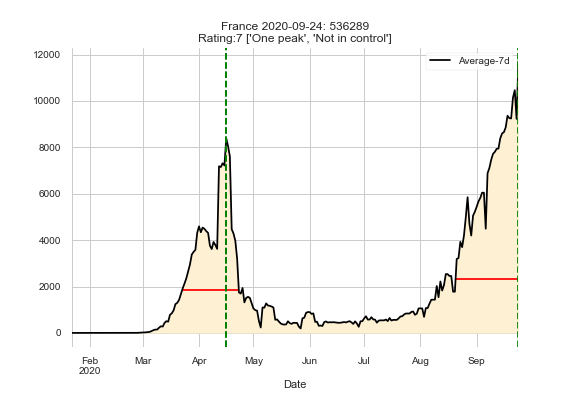 France 2020-09-24: 536289
Rating:7 ['One peak', 'Not in control']
12000
Average-7d
10000
8000
6000
4000
2000
0
Feb Mar Apr May Jun Jul Aug Sep
2020
Date